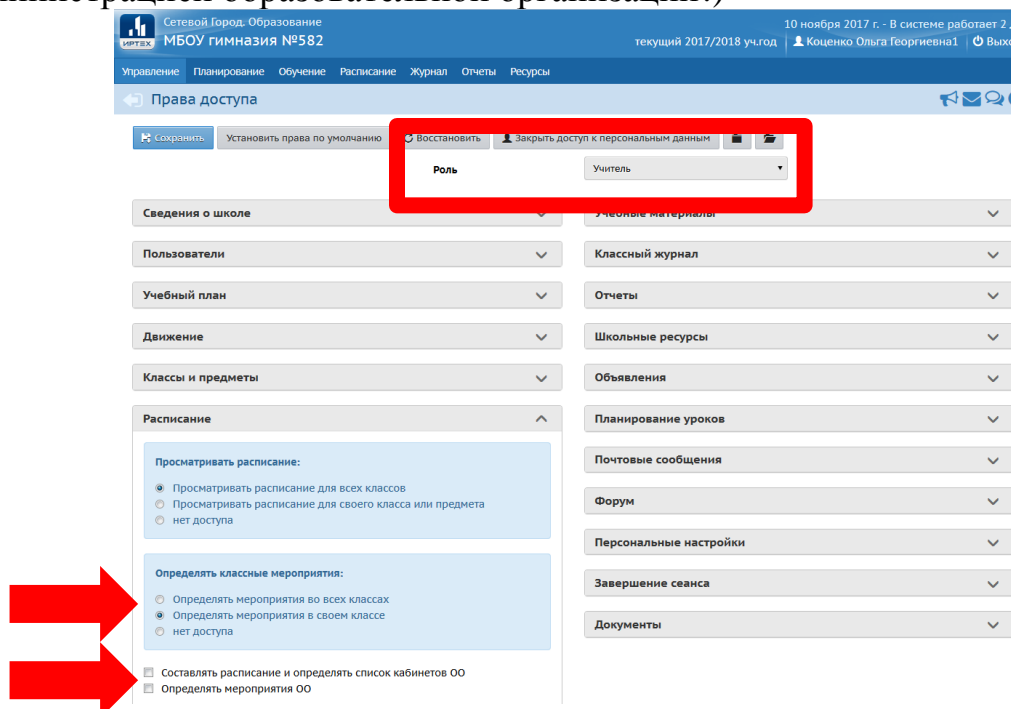 министрацией образовательной организации.)
Сетевой Город. Образование
10 ноября 2017 г. - В системе работает 2
ИРТЕХ МБОУ гимназия №582
текущий 2017/2018 уч.год Коценко Ольга Георгиевна1
Управление Планирование Обучение Расписание Журнал Отчеты Ресурсы
Права доступа
Сохранить Установить права по умолчанию Восстановить Закрыть доступ к персональным данным
Роль Учитель
Сведения о школе
Пользователи
Учебный план
Движение
Классы и предметы
Расписание
Просматривать расписание:
Просматривать расписание для всех классов
Просматривать расписание для своего класса или предмета
нет доступа
Определять классные мероприятия:
Определять мероприятия во всех классах
Определять мероприятия в своем классе
нет доступа
Составлять расписание и определять список кабинетов ОО
Определять мероприятия ОО
Учебные материалы
Классный журнал
Отчеты
Школьные ресурсы
Объявления
Планирование уроков
Почтовые сообщения
Форум
Персональные настройки
Завершение сеанса
Документы